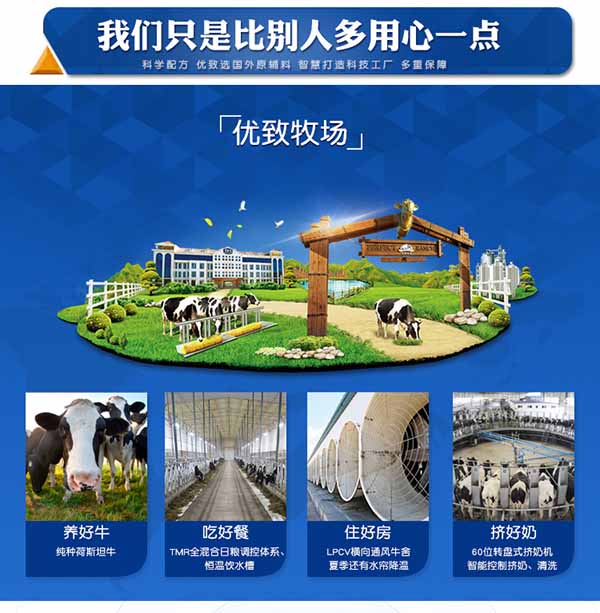 我们只是比别人多用心一点
科学配方 优致选国外原辅料 智慧打造科技工厂 多重保障
「优致牧场」
PERFECT RANCH
养好牛
纯种荷斯坦牛
吃好餐
TMR全混合日粮调控体系、
恒温饮水槽
住好房
LPCV横向通风牛舍
夏季还有水帘降温
挤好奶
60位转盘式挤奶机
智能控制挤奶、清洗